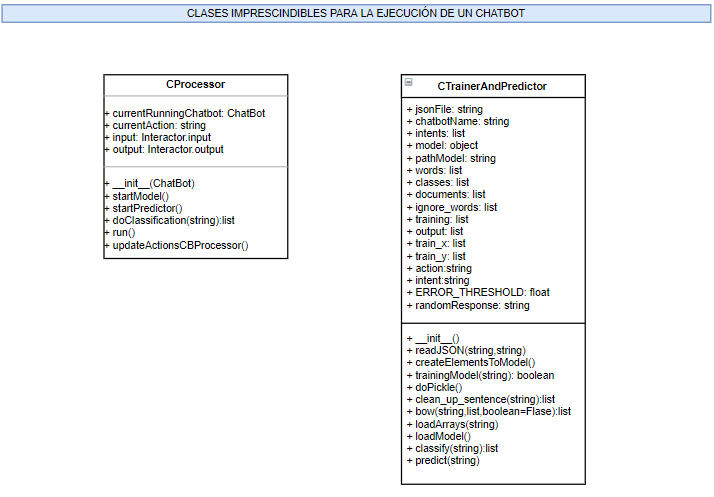 CLASES IMPRESCINDIBLES PARA LA EJECUCIÓN DE UN CHATBOT
CProcessor
+ currentRunningChatbot: ChatBot
+ currentAction: string
+ input: Interactor.input
+ output: Interactor.output
+ __init__(ChatBot)
+ startModel()
+ startPredictor()
+ doClassification(string):list
+ run()
+ updateActionsCBProcessor()
CTrainerAndPredictor
+ jsonFile: string
+ chatbotName: string
+ intents: list
+ model: object
+ pathModel: string
+ words: list
+ classes: list
+ documents: list
+ ignore_words: list
+ training: list
+ output: list
+ train_x: list
+ train_y: list
+ action:string
+ intent:string
+ ERROR_THRESHOLD: float
+ randomResponse: string
+ __init__()
+ readJSON(string,string)
+ createElementsToModel()
+ trainingModel(string): boolean
+ doPickle()
+ clean_up_sentence(string):list
+ bow(string,list,boolean=Flase):list
+ loadArrays(string)
+ loadModel()
+ classify(string):list
+ predict(string)